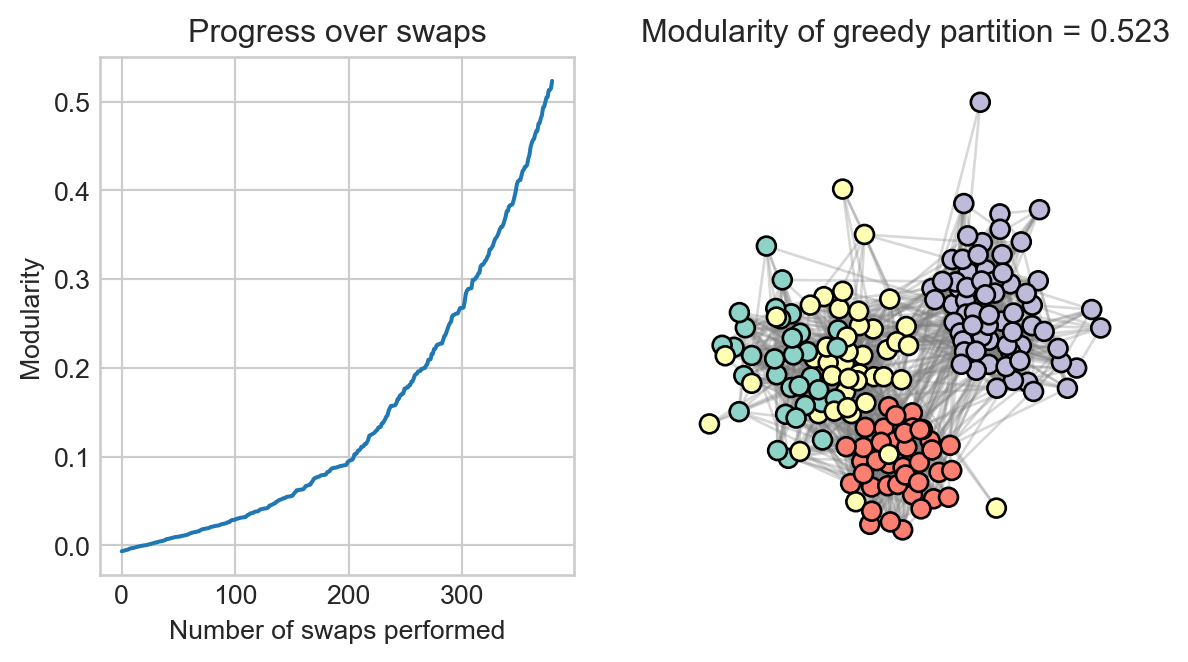 Progress over swaps
Modularity of greedy partition = 0.523
Modularity
0.5
0.4
0.3
0.2
0.1
0.0
0
100
200
300
Number of swaps performed